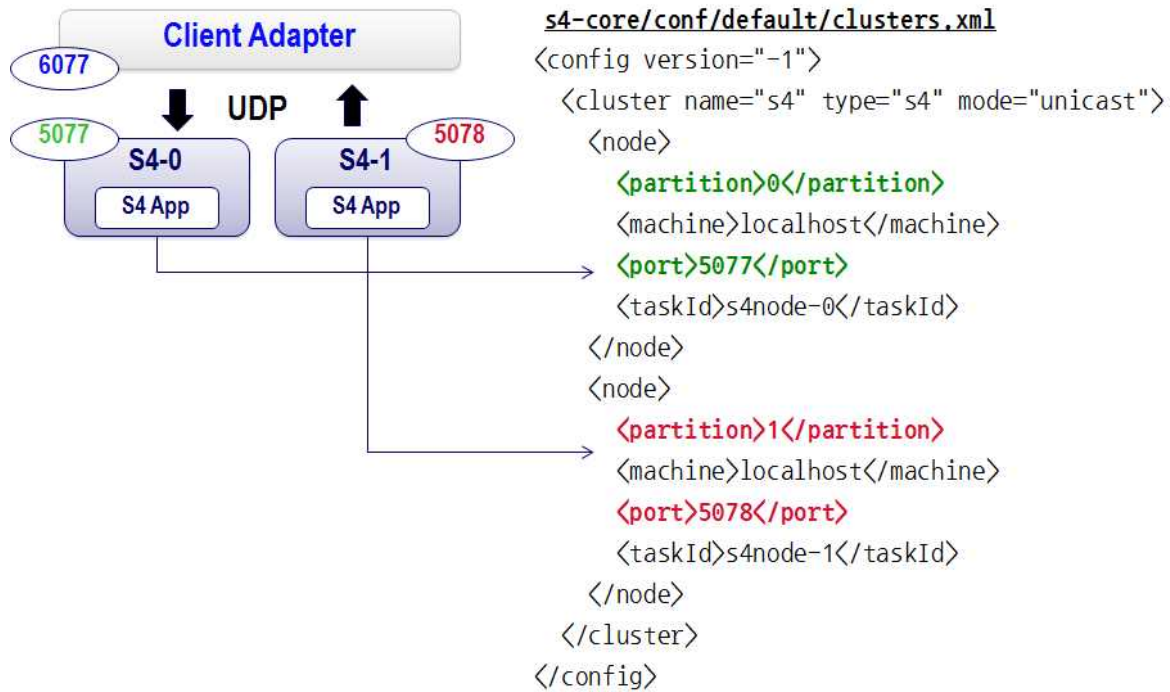 Client Adapter
6077
UDP
5077
5078
S4-0
S4-1
S4 App
S4 App
s4-core/conf/default/clusters.xml
<config version="-1">
<cluster name="s4" type="s4" mode="unicast">
<node>
<partition>0</partition>
<machine>localhost</machine>
<port>5077</port>
<taskId>s4node-0</taskId>
</node>
<node>
<partition>1</partition>
<machine>localhost</machine>
<port>5078</port>
<taskId>s4node-1</taskId>
</node>
</cluster>
</config>